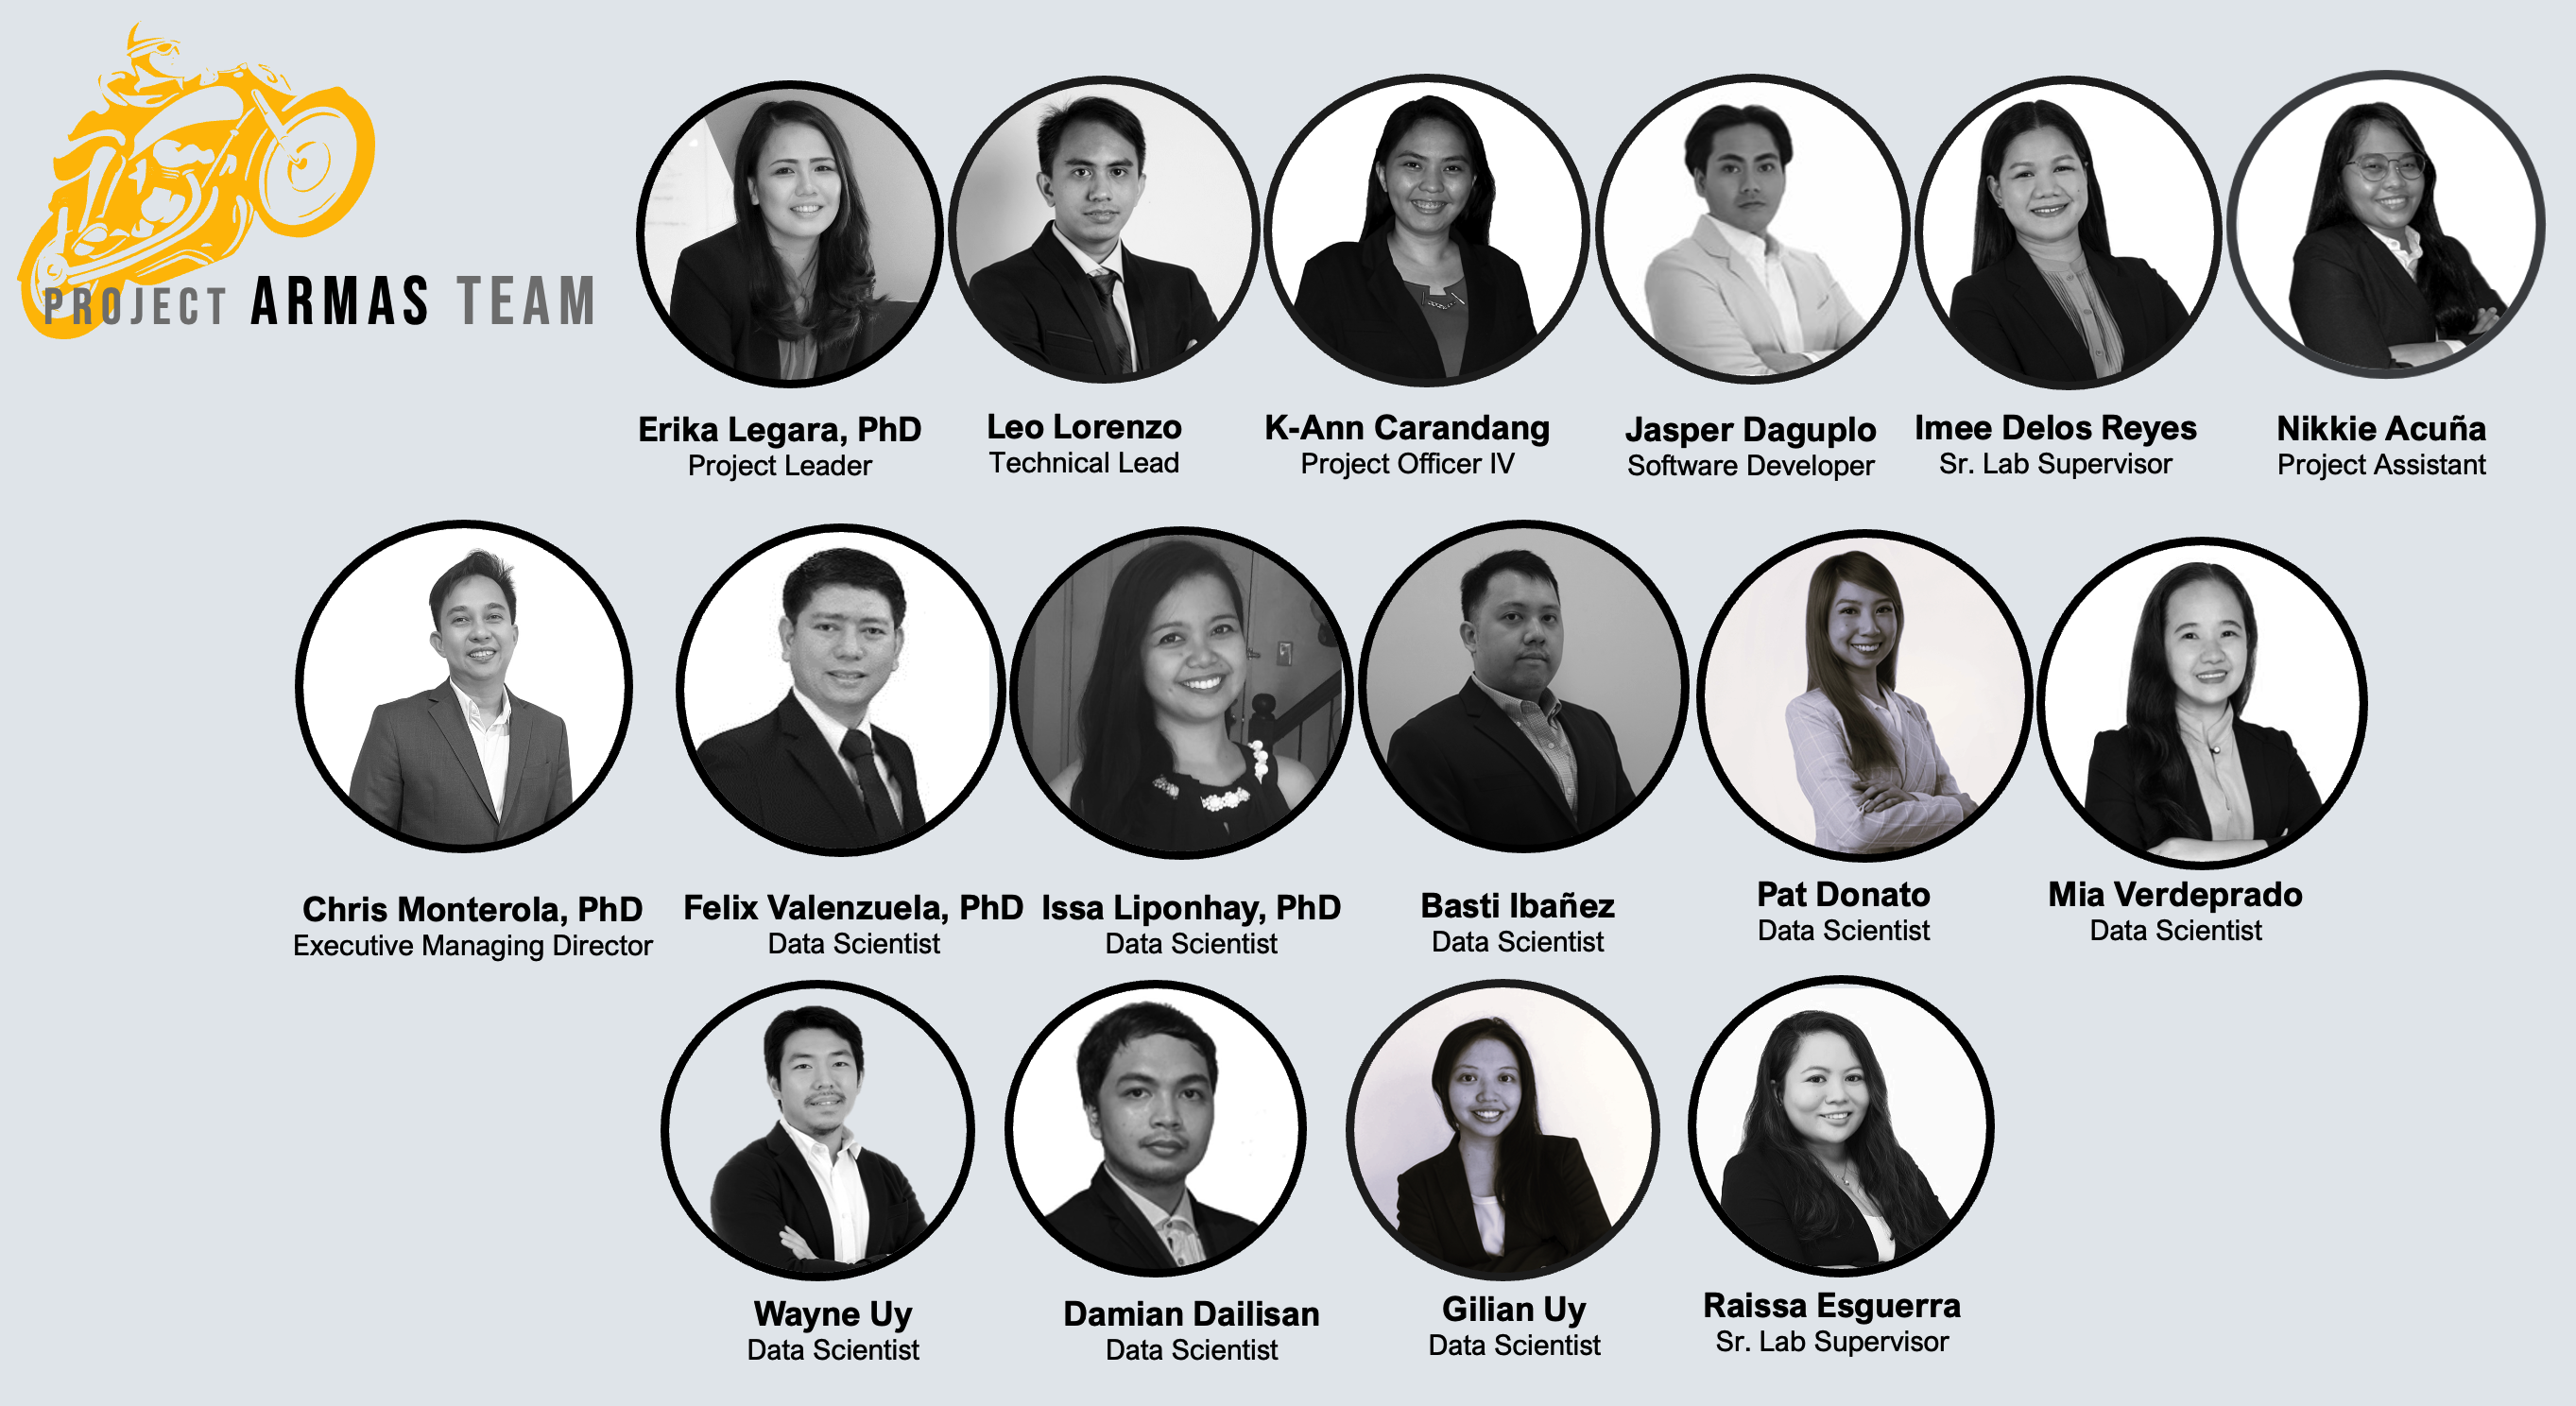 PROJECT ARMAS TEAM
Erika Legara, PhD
Project Leader
Leo Lorenzo
Technical Lead
K-Ann Carandang
Project Officer IV
Jasper Daguplo
Software Developer
Imee Delos Reyes
Sr. Lab Supervisor
Nikkie Acuña
Project Assistant
Chris Monterola, PhD
Executive Managing Director
Felix Valenzuela, PhD
Data Scientist
Issa Liponhay, PhD
Data Scientist
Basti Ibañez
Data Scientist
Pat Donato
Data Scientist
Mia Verdeprado
Data Scientist
Wayne Uy
Data Scientist
Damian Dailisan
Data Scientist
Gilian Uy
Data Scientist
Raissa Esguerra
Sr. Lab Supervisor